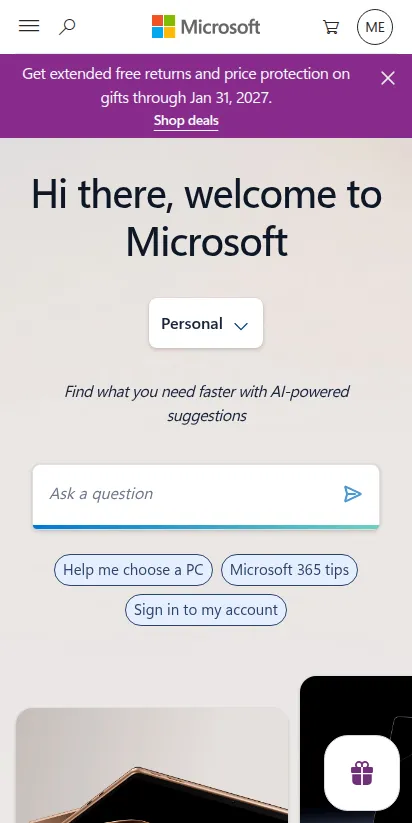 Microsoft
ME
Get extended free returns and price protection on
gifts through Jan 31, 2027.
Shop deals
Hi there, welcome to
Microsoft
Personal
Find what you need faster with AI-powered
suggestions
Ask a question
Help me choose a PC
Microsoft 365 tips
Sign in to my account